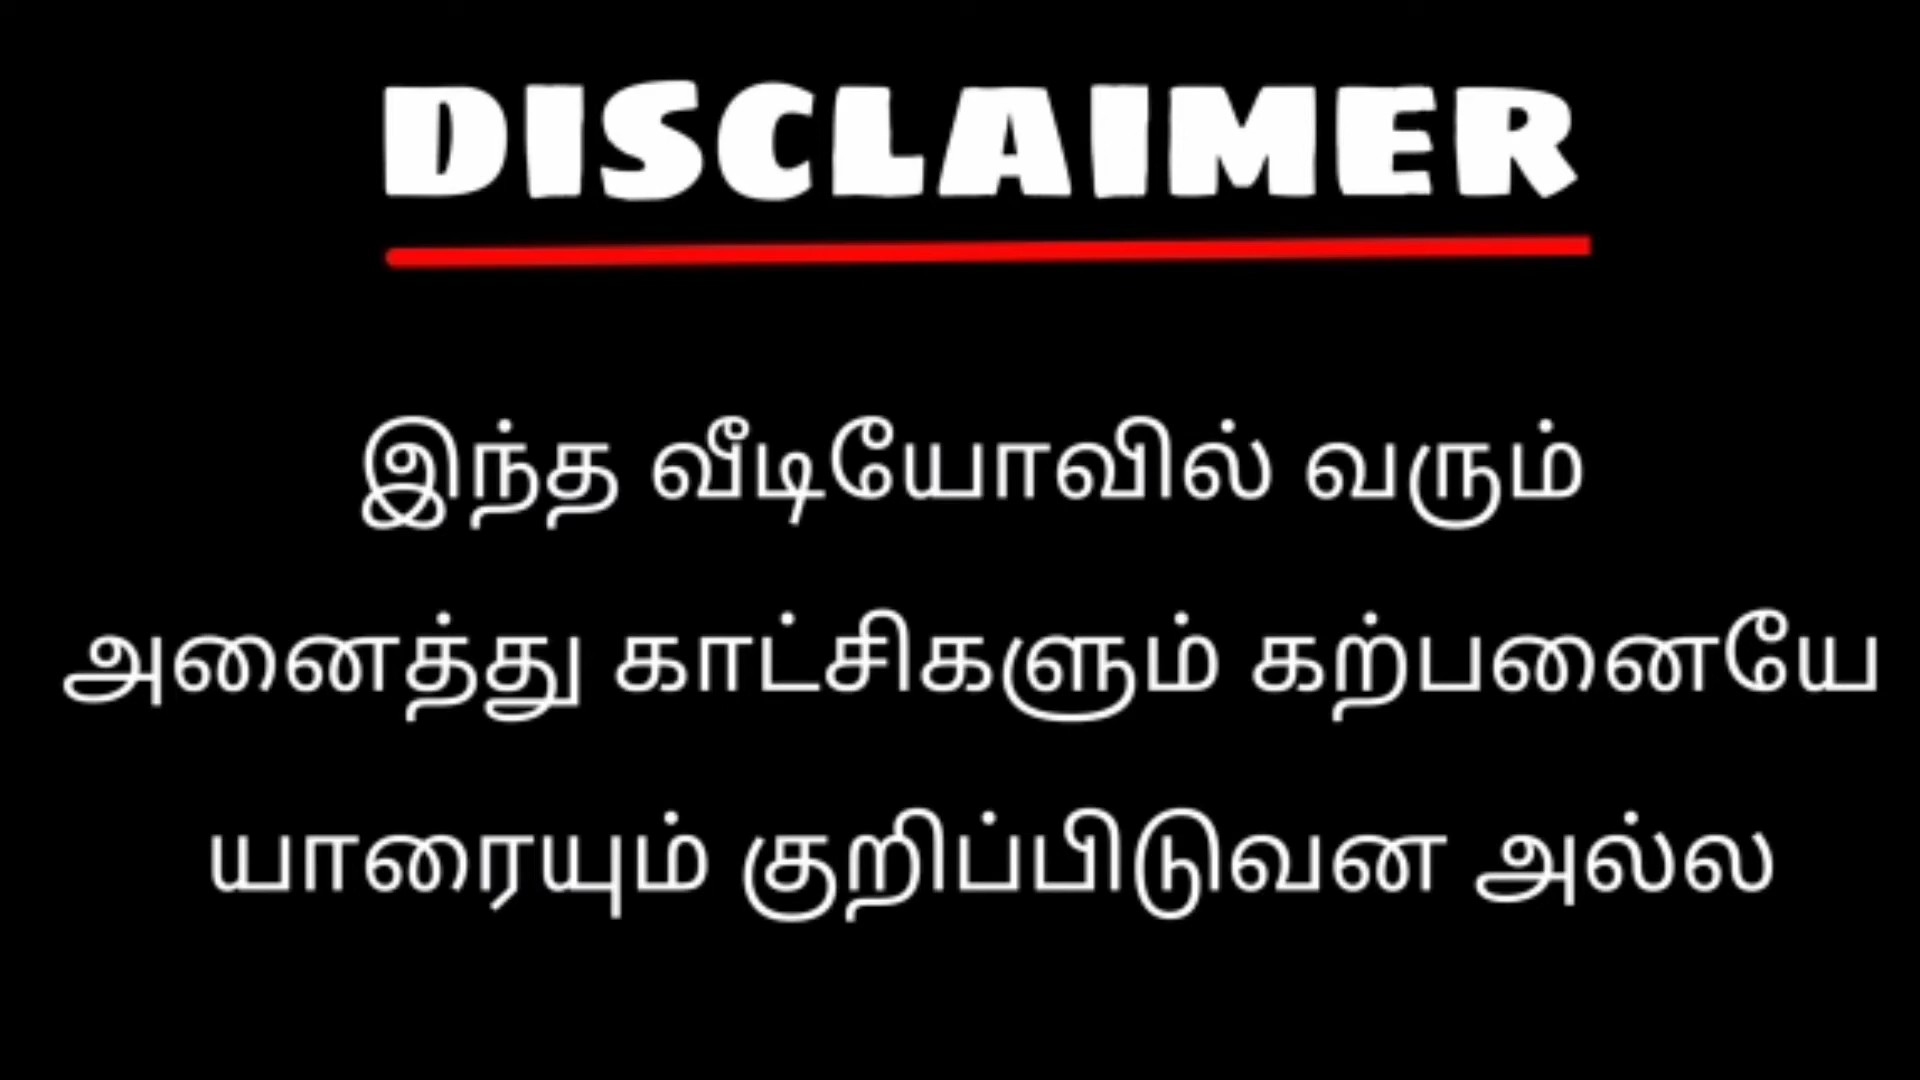 DISCLAIMER
இந்த வீடியோவில் வரும்
அனைத்து காட்சிகளும் கற்பனையே
யாரையும் குறிப்பிடுவன அல்ல